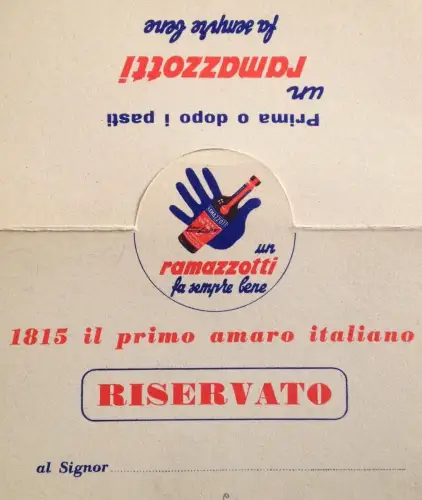 Prima o dopo i pasti
un
ramazzotti
fa sempre bene
RAMAZZOTTI
un
ramazzotti
fa sempre bene
1815 il primo amaro italiano
RISERVATO
al Signor